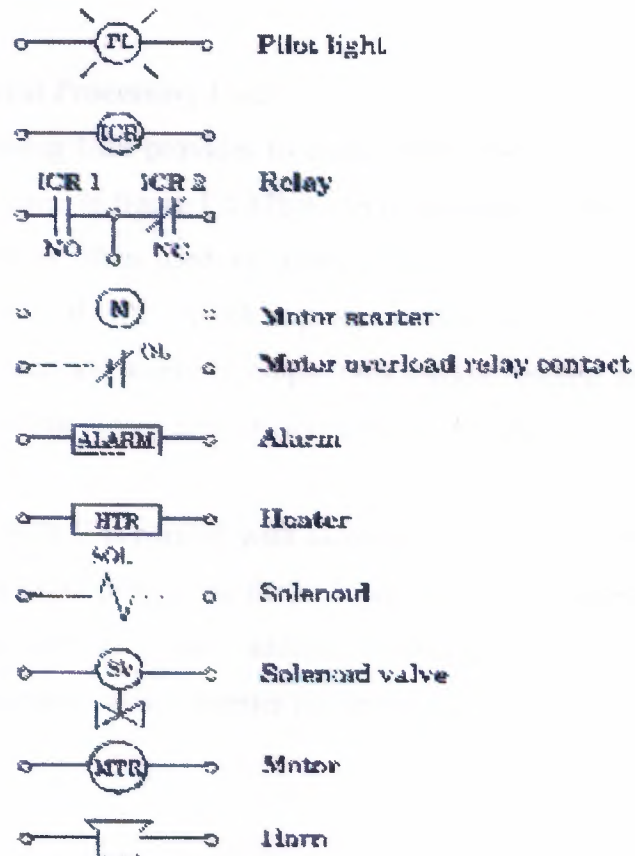 PL Pilot light
ICR
ICR 1 ICR 2 Relay
NO NC
Motor starter
OL Motor overload relay contact
ALARM Alarm
HTR Heater
SOL
Solenoid
SV Solenoid valve
MTR Motor
Horn